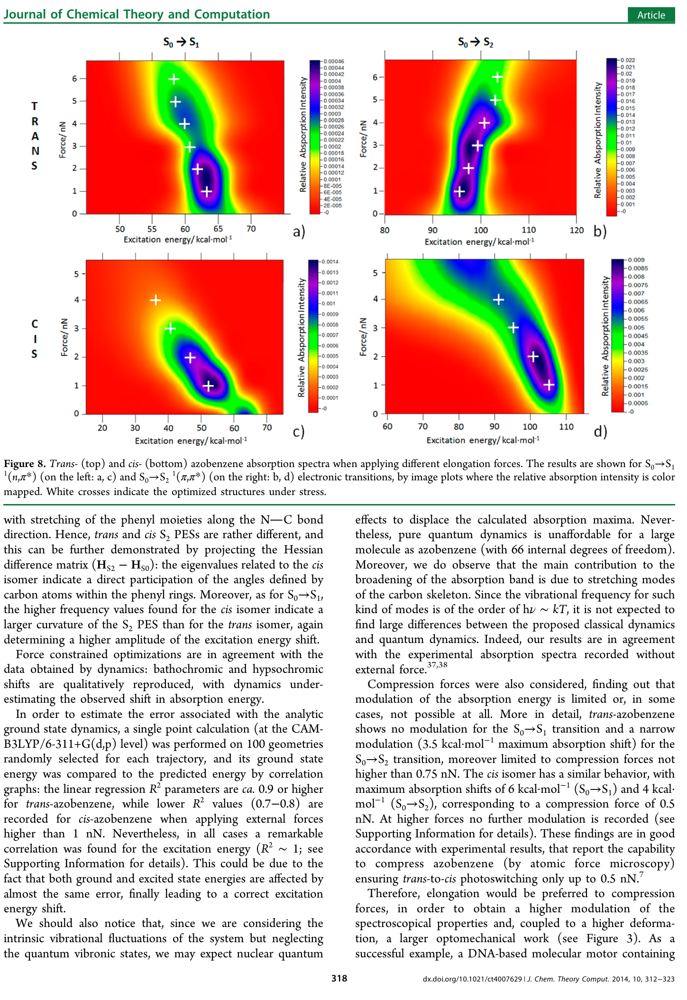 Journal of Chemical Theory and Computation
Article
S0 → S1
S0 → S2
T
R
A
N
S
Force/nN
6
5
4
3
2
1
0
50 55 60 65 70
Excitation energy/kcal·mol-1
a)
Relative Absporption Intensity
0.00046
0.00044
0.00042
0.0004
0.00038
0.00036
0.00034
0.00032
0.0003
0.00028
0.00026
0.00024
0.00022
0.0002
0.00018
0.00016
0.00014
0.00012
0.0001
8E-005
6E-005
4E-005
2E-005
-0
Force/nN
6
5
4
3
2
1
0
80 90 100 110 120
Excitation energy/kcal·mol-1
b)
Relative Absporption Intensity
0.022
0.021
0.02
0.019
0.018
0.017
0.016
0.015
0.014
0.013
0.012
0.011
0.01
0.009
0.008
0.007
0.006
0.005
0.004
0.003
0.002
0.001
-0
C
I
S
Force/nN
5
4
3
2
1
0
20 30 40 50 60 70
Excitation energy/kcal·mol-1
c)
Relative Absporption Intensity
0.0014
0.0013
0.0012
0.0011
0.001
0.0009
0.0008
0.0007
0.0006
0.0005
0.0004
0.0003
0.0002
0.0001
-0
Force/nN
5
4
3
2
1
0
60 70 80 90 100 110
Excitation energy/kcal·mol-1
d)
Relative Absporption Intensity
0.009
0.0085
0.008
0.0075
0.007
0.0065
0.006
0.0055
0.005
0.0045
0.004
0.0035
0.003
0.0025
0.002
0.0015
0.001
0.0005
-0
Figure 8. Trans- (top) and cis- (bottom) azobenzene absorption spectra when applying different elongation forces. The results are shown for S0→S1
1(n,π*) (on the left: a, c) and S0→S2 1(π,π*) (on the right: b, d) electronic transitions, by image plots where the relative absorption intensity is color
mapped. White crosses indicate the optimized structures under stress.
with stretching of the phenyl moieties along the N—C bond
direction. Hence, trans and cis S2 PESs are rather different, and
this can be further demonstrated by projecting the Hessian
difference matrix (HS2 − HS0): the eigenvalues related to the cis
isomer indicate a direct participation of the angles defined by
carbon atoms within the phenyl rings. Moreover, as for S0→S1,
the higher frequency values found for the cis isomer indicate a
larger curvature of the S2 PES than for the trans isomer, again
determining a higher amplitude of the excitation energy shift.
Force constrained optimizations are in agreement with the
data obtained by dynamics: bathochromic and hypsochromic
shifts are qualitatively reproduced, with dynamics under-
estimating the observed shift in absorption energy.
In order to estimate the error associated with the analytic
ground state dynamics, a single point calculation (at the CAM-
B3LYP/6-311+G(d,p) level) was performed on 100 geometries
randomly selected for each trajectory, and its ground state
energy was compared to the predicted energy by correlation
graphs: the linear regression R2 parameters are ca. 0.9 or higher
for trans-azobenzene, while lower R2 values (0.7−0.8) are
recorded for cis-azobenzene when applying external forces
higher than 1 nN. Nevertheless, in all cases a remarkable
correlation was found for the excitation energy (R2 ∼ 1; see
Supporting Information for details). This could be due to the
fact that both ground and excited state energies are affected by
almost the same error, finally leading to a correct excitation
energy shift.
We should also notice that, since we are considering the
intrinsic vibrational fluctuations of the system but neglecting
the quantum vibronic states, we may expect nuclear quantum
effects to displace the calculated absorption maxima. Never-
theless, pure quantum dynamics is unaffordable for a large
molecule as azobenzene (with 66 internal degrees of freedom).
Moreover, we do observe that the main contribution to the
broadening of the absorption band is due to stretching modes
of the carbon skeleton. Since the vibrational frequency for such
kind of modes is of the order of hν ∼ kT, it is not expected to
find large differences between the proposed classical dynamics
and quantum dynamics. Indeed, our results are in agreement
with the experimental absorption spectra recorded without
external force.37,38
Compression forces were also considered, finding out that
modulation of the absorption energy is limited or, in some
cases, not possible at all. More in detail, trans-azobenzene
shows no modulation for the S0→S1 transition and a narrow
modulation (3.5 kcal·mol−1 maximum absorption shift) for the
S0→S2 transition, moreover limited to compression forces not
higher than 0.75 nN. The cis isomer has a similar behavior, with
maximum absorption shifts of 6 kcal·mol−1 (S0→S1) and 4 kcal·
mol−1 (S0→S2), corresponding to a compression force of 0.5
nN. At higher forces no further modulation is recorded (see
Supporting Information for details). These findings are in good
accordance with experimental results, that report the capability
to compress azobenzene (by atomic force microscopy)
ensuring trans-to-cis photoswitching only up to 0.5 nN.7
Therefore, elongation would be preferred to compression
forces, in order to obtain a higher modulation of the
spectroscopical properties and, coupled to a higher deforma-
tion, a larger optomechanical work (see Figure 3). As a
successful example, a DNA-based molecular motor containing
318
dx.doi.org/10.1021/ct4007629 | J. Chem. Theory Comput. 2014, 10, 312−323